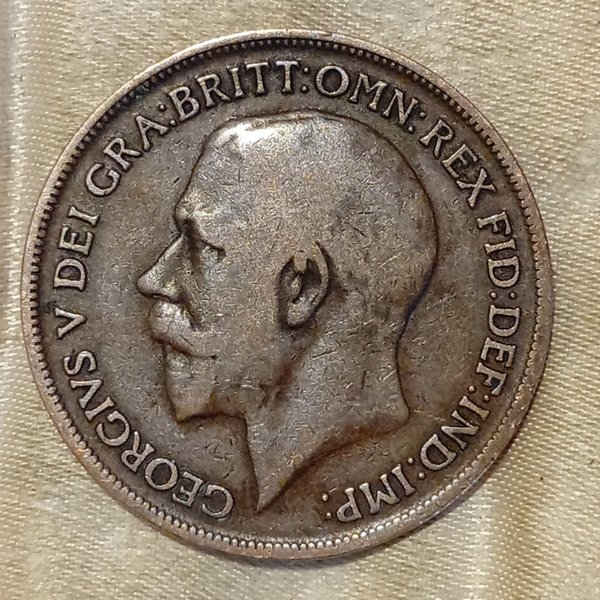 GEORGIVS V DEI GRA:BRITT:OMN:REX FID:DEF:IND:IMP: